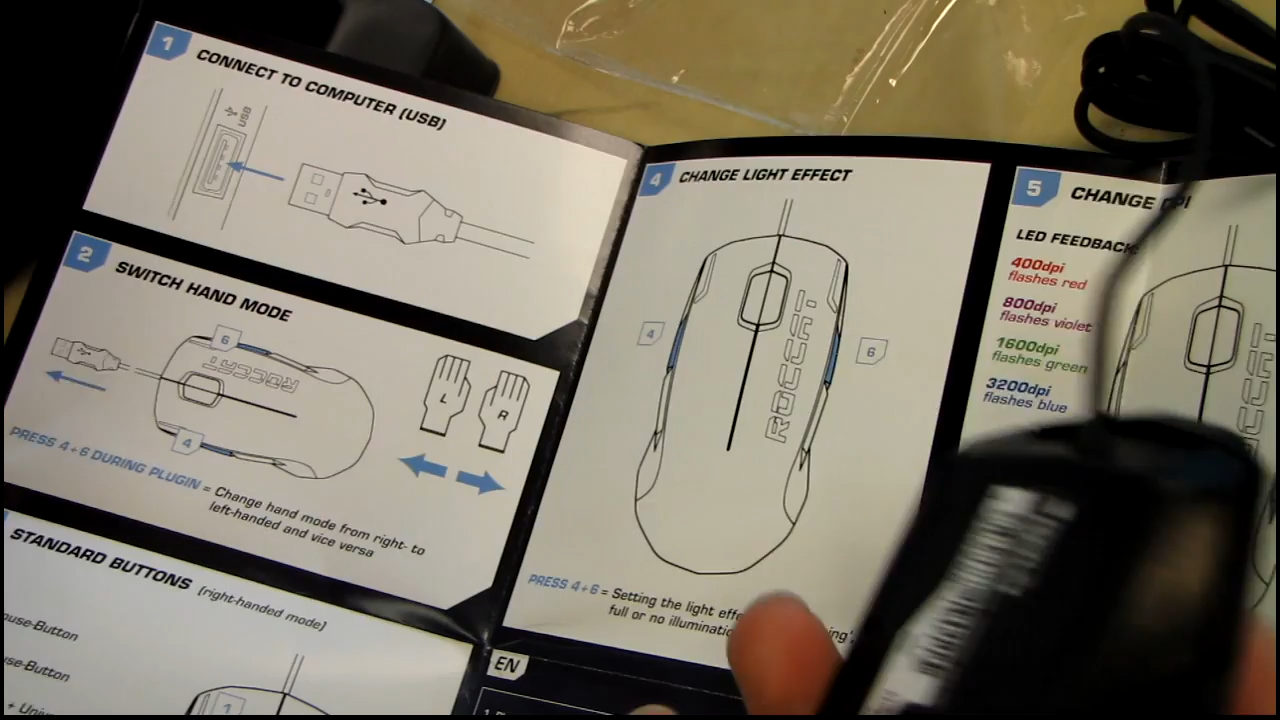 1
CONNECT TO COMPUTER (USB)
USB
2
SWITCH HAND MODE
6
ROCCAT
L
R
4
PRESS 4+6 DURING PLUGIN = Change hand mode from right- to
left-handed and vice versa
STANDARD BUTTONS (right-handed mode)
ouse-Button
use-Button
1
4
CHANGE LIGHT EFFECT
4
6
ROCCAT
PRESS 4+6 = Setting the light
full or no
EN
5
CHANGE DPI
LED FEEDBACK:
400dpi
flashes red
800dpi
flashes violet
1600dpi
flashes green
3200dpi
flashes blue